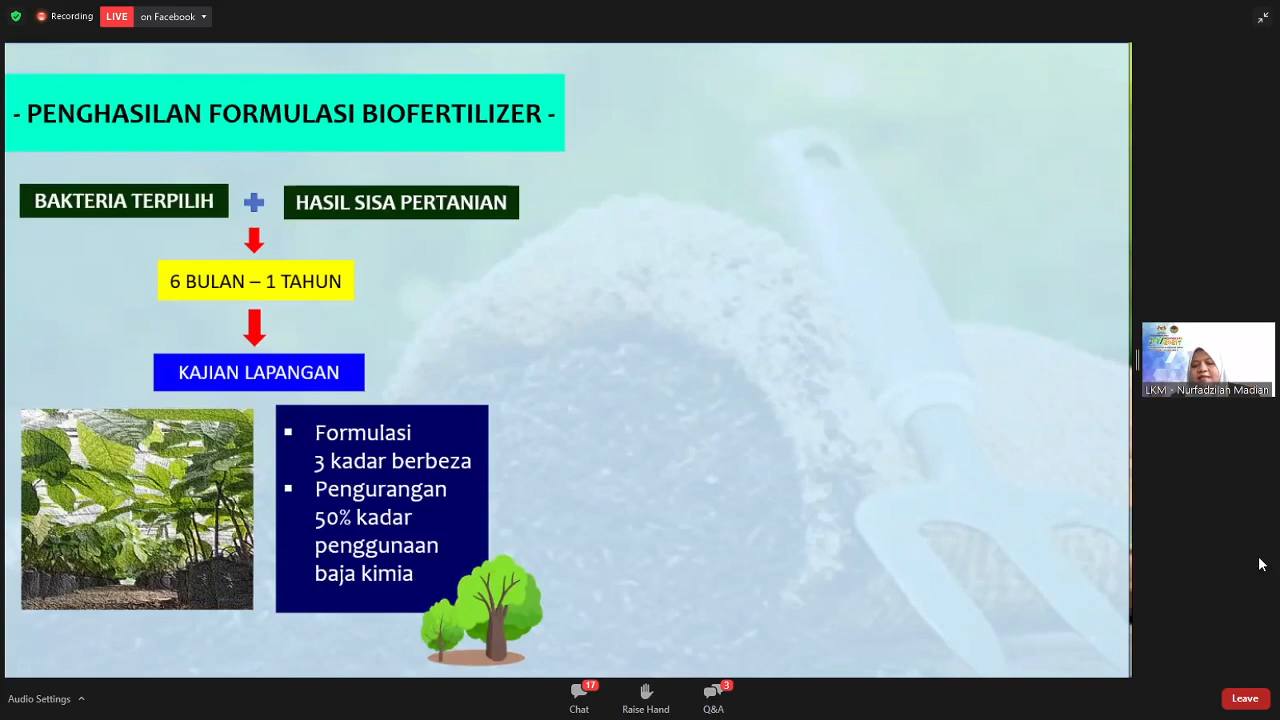 Recording
LIVE
on Facebook
- PENGHASILAN FORMULASI BIOFERTILIZER -
BAKTERIA TERPILIH
HASIL SISA PERTANIAN
6 BULAN – 1 TAHUN
KAJIAN LAPANGAN
Formulasi
3 kadar berbeza
Pengurangan
50% kadar
penggunaan
baja kimia
LKM - Nurfadzilah Madian
Audio Settings
17
3
Chat
Raise Hand
Q&A
Leave